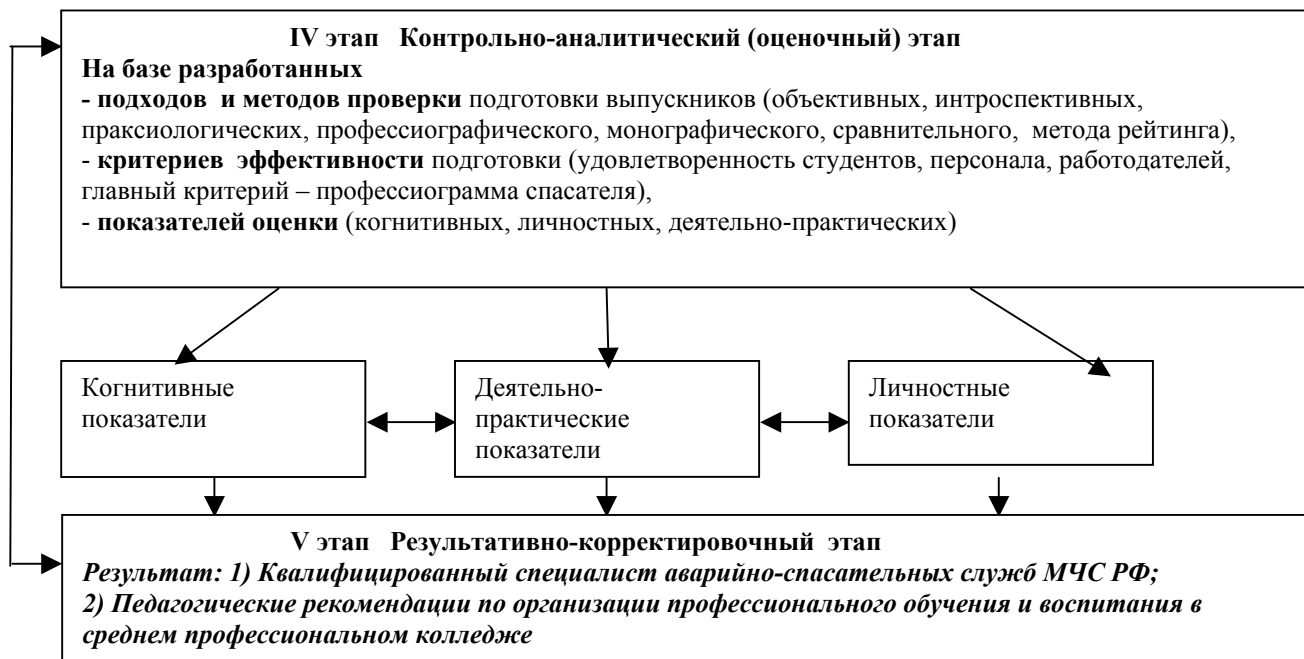 IV этап Контрольно-аналитический (оценочный) этап
На базе разработанных
- подходов и методов проверки подготовки выпускников (объективных, интроспективных,
праксиологических, профессиографического, монографического, сравнительного, метода рейтинга),
- критериев эффективности подготовки (удовлетворенность студентов, персонала, работодателей,
главный критерий – профессиограмма спасателя),
- показателей оценки (когнитивных, личностных, деятельно-практических)
Когнитивные
показатели
Деятельно-
практические
показатели
Личностные
показатели
V этап Результативно-корректировочный этап
Результат: 1) Квалифицированный специалист аварийно-спасательных служб МЧС РФ;
2) Педагогические рекомендации по организации профессионального обучения и воспитания в
среднем профессиональном колледже